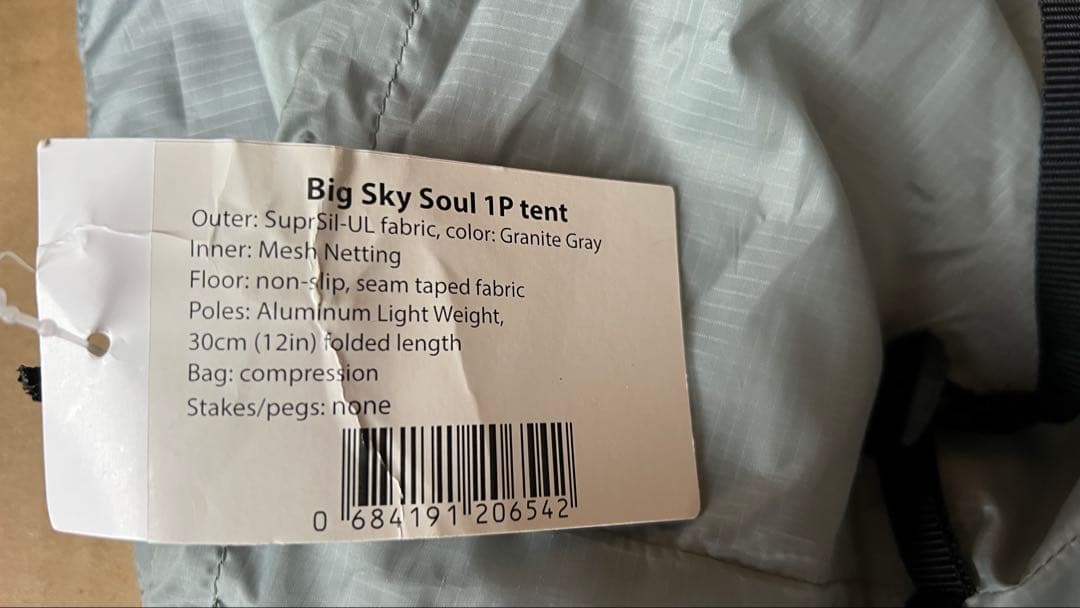 Big Sky Soul 1P tent
Outer: SuprSil-UL fabric, color: Granite Gray
Inner: Mesh Netting
Floor: non-slip, seam taped fabric
Poles: Aluminum Light Weight,
30cm (12in) folded length
Bag: compression
Stakes/pegs: none
0 684191 206542